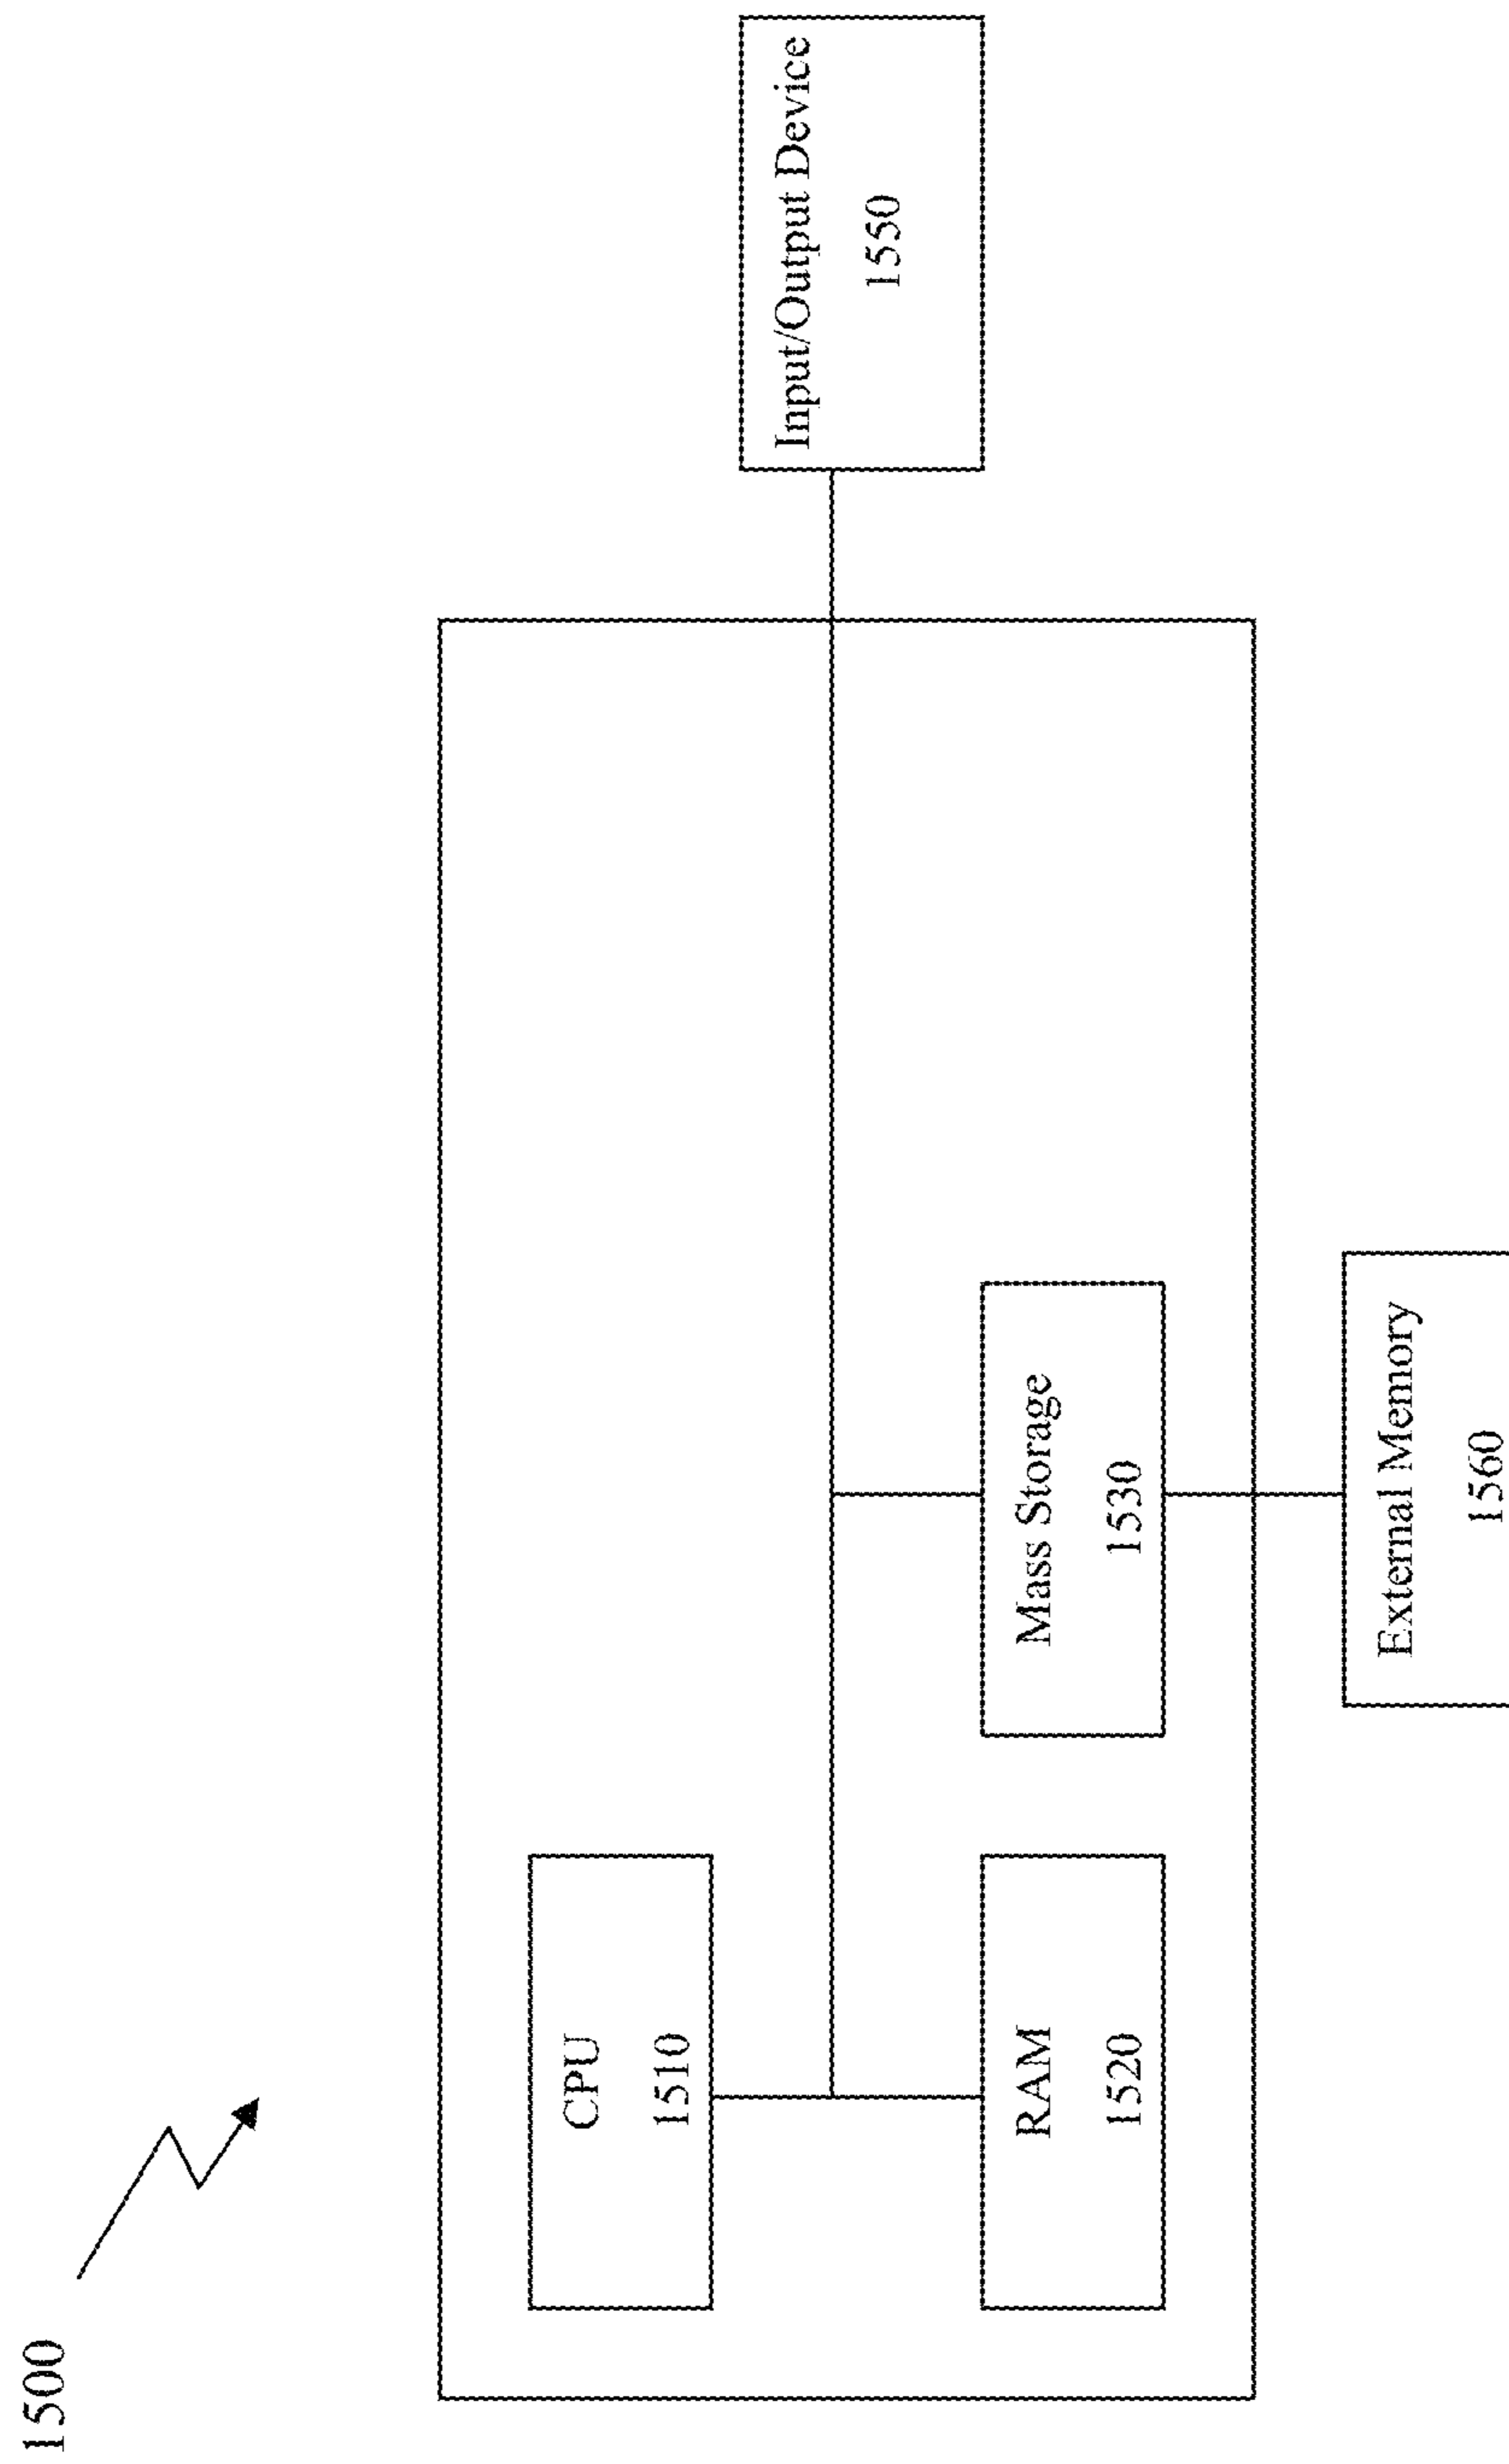 1500
CPU
1510
RAM
1520
Mass Storage
1530
External Memory
1560
Input/Output Device
1550